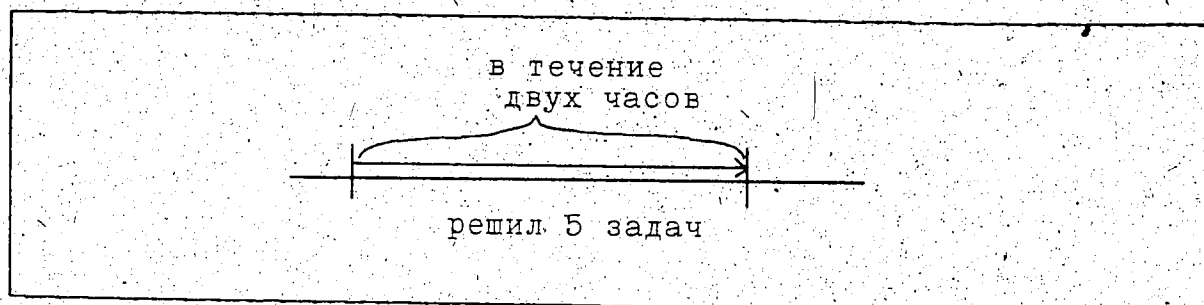 в течение
двух часов
решил 5 задач